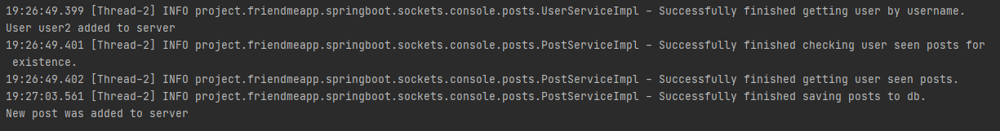 19:26:49.399 [Thread-2] INFO project.friendmeapp.springboot.sockets.console.posts.UserServiceImpl – Successfully finished getting user by username.
User user2 added to server
19:26:49.401 [Thread-2] INFO project.friendmeapp.springboot.sockets.console.posts.PostServiceImpl – Successfully finished checking user seen posts for
existence.
19:26:49.402 [Thread-2] INFO project.friendmeapp.springboot.sockets.console.posts.PostServiceImpl – Successfully finished getting user seen posts.
19:27:03.561 [Thread-2] INFO project.friendmeapp.springboot.sockets.console.posts.PostServiceImpl – Successfully finished saving posts to db.
New post was added to server